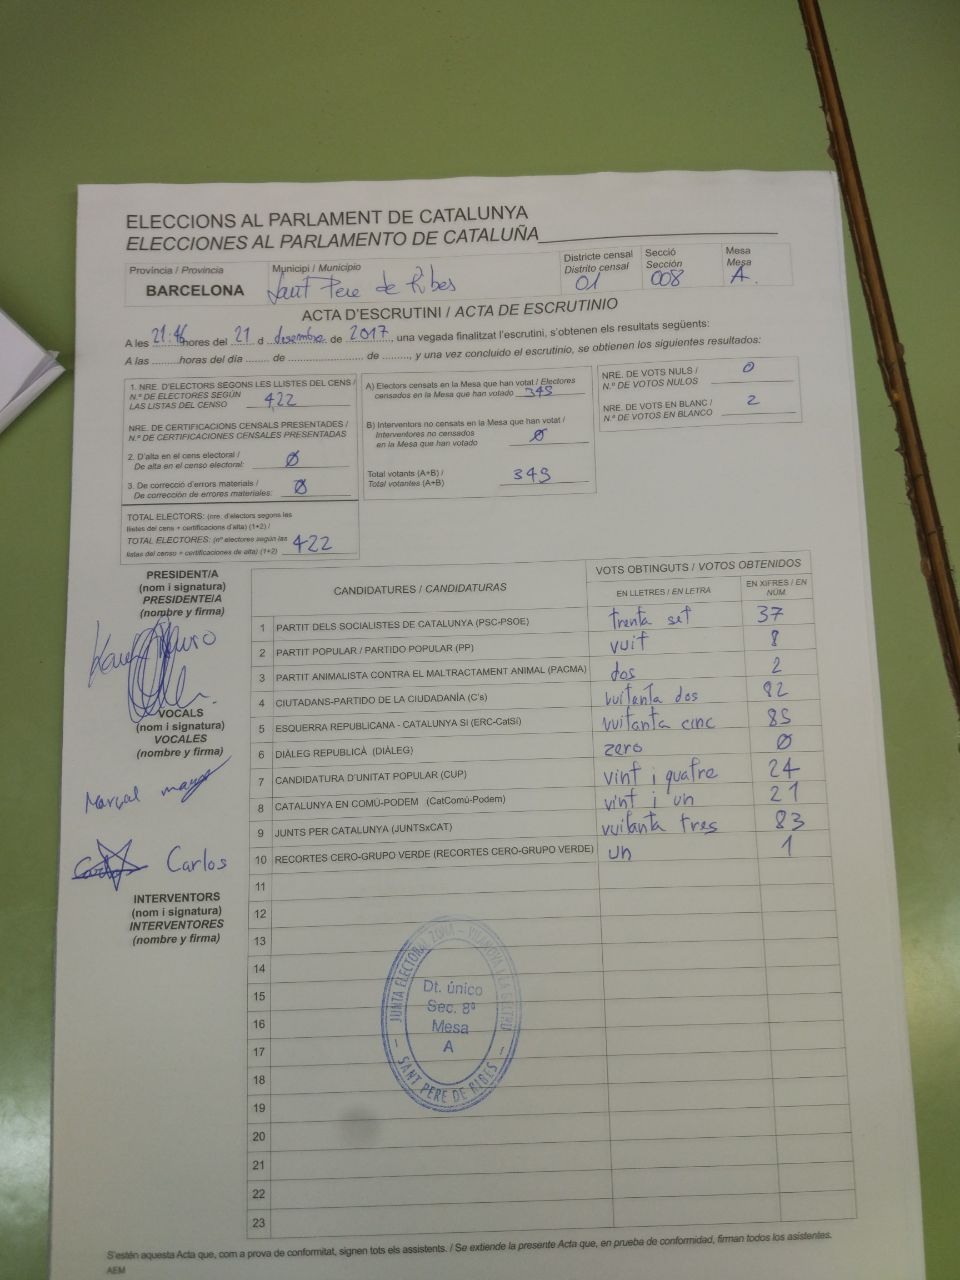 ELECCIONS AL PARLAMENT DE CATALUNYA
ELECCIONES AL PARLAMENTO DE CATALUÑA
Província / Provincia
BARCELONA
Municipi / Municipio
Sant Pere de Ribes
Districte censal
Distrito censal
01
Secció
Sección
008
Mesa
Mesa
A.
ACTA D'ESCRUTINI / ACTA DE ESCRUTINIO
A les 21:46 hores del 21 d desembre de 2017, una vegada finalitzat l'escrutini, s'obtenen els resultats següents:
A las ..........horas del día ........ de ........................ de ........., y una vez concluido el escrutinio, se obtienen los siguientes resultados:
1. NRE. D'ELECTORS SEGONS LES LLISTES DEL CENS /
N.º DE ELECTORES SEGÚN
LAS LISTAS DEL CENSO 422
NRE. DE CERTIFICACIONS CENSALS PRESENTADES /
N.º DE CERTIFICACIONES CENSALES PRESENTADAS
2. D'alta en el cens electoral /
De alta en el censo electoral: 0
3. De correcció d'errors materials /
De corrección de errores materiales: 0
TOTAL ELECTORS: (nre. d'electors segons les
llistes del cens + certificacions d'alta) (1+2) /
TOTAL ELECTORES: (nº electores según las
listas del censo + certificaciones de alta) (1+2) 422
A) Electors censats en la Mesa que han votat / Electores
censados en la Mesa que han votado 345
B) Interventors no censats en la Mesa que han votat /
Interventores no censados
en la Mesa que han votado 0
Total votants (A+B) /
Total votantes (A+B) 345
NRE. DE VOTS NULS /
N.º DE VOTOS NULOS 0
NRE. DE VOTS EN BLANC /
N.º DE VOTOS EN BLANCO 2
PRESIDENT/A
(nom i signatura)
PRESIDENTE/A
(nombre y firma)
VOCALS
(nom i signatura)
VOCALES
(nombre y firma)
Marçal
Carlos
INTERVENTORS
(nom i signatura)
INTERVENTORES
(nombre y firma)
CANDIDATURES / CANDIDATURAS
VOTS OBTINGUTS / VOTOS OBTENIDOS
EN LLETRES / EN LETRA
EN XIFRES / EN NÚM.
1 PARTIT DELS SOCIALISTES DE CATALUNYA (PSC-PSOE) trenta set 37
2 PARTIT POPULAR / PARTIDO POPULAR (PP) vuit 8
3 PARTIT ANIMALISTA CONTRA EL MALTRACTAMENT ANIMAL (PACMA) dos 2
4 CIUTADANS-PARTIDO DE LA CIUDADANÍA (C's) vuitanta dos 82
5 ESQUERRA REPUBLICANA - CATALUNYA SÍ (ERC-CatSí) vuitanta cinc 85
6 DIÀLEG REPUBLICÀ (DIÀLEG) zero 0
7 CANDIDATURA D'UNITAT POPULAR (CUP) vint i quatre 24
8 CATALUNYA EN COMÚ-PODEM (CatComú-Podem) vint i un 21
9 JUNTS PER CATALUNYA (JUNTSxCAT) vuitanta tres 83
10 RECORTES CERO-GRUPO VERDE (RECORTES CERO-GRUPO VERDE) un 1
11
12
13
14
15
16
17
18
19
20
21
22
23
JUNTA ELECTORAL ZONA - VILANOVA I LA GELTRÚ
Dt. único
Sec. 8ª
Mesa
A
- SANT PERE DE RIBES -
S'estén aquesta Acta que, com a prova de conformitat, signen tots els assistents. / Se extiende la presente Acta que, en prueba de conformidad, firman todos los asistentes.
AEM